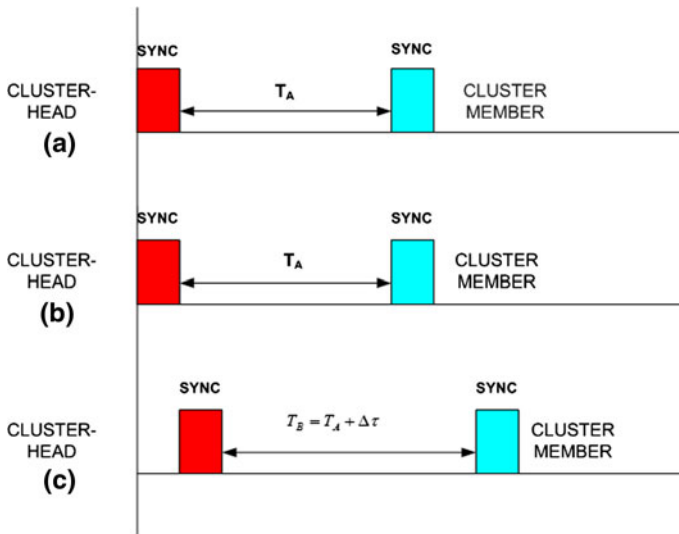 SYNC SYNC
CLUSTER- T_A CLUSTER
HEAD MEMBER
(a)
SYNC SYNC
CLUSTER- T_A CLUSTER
HEAD MEMBER
(b)
SYNC SYNC
CLUSTER- T_B = T_A + Δτ CLUSTER
HEAD MEMBER
(c)